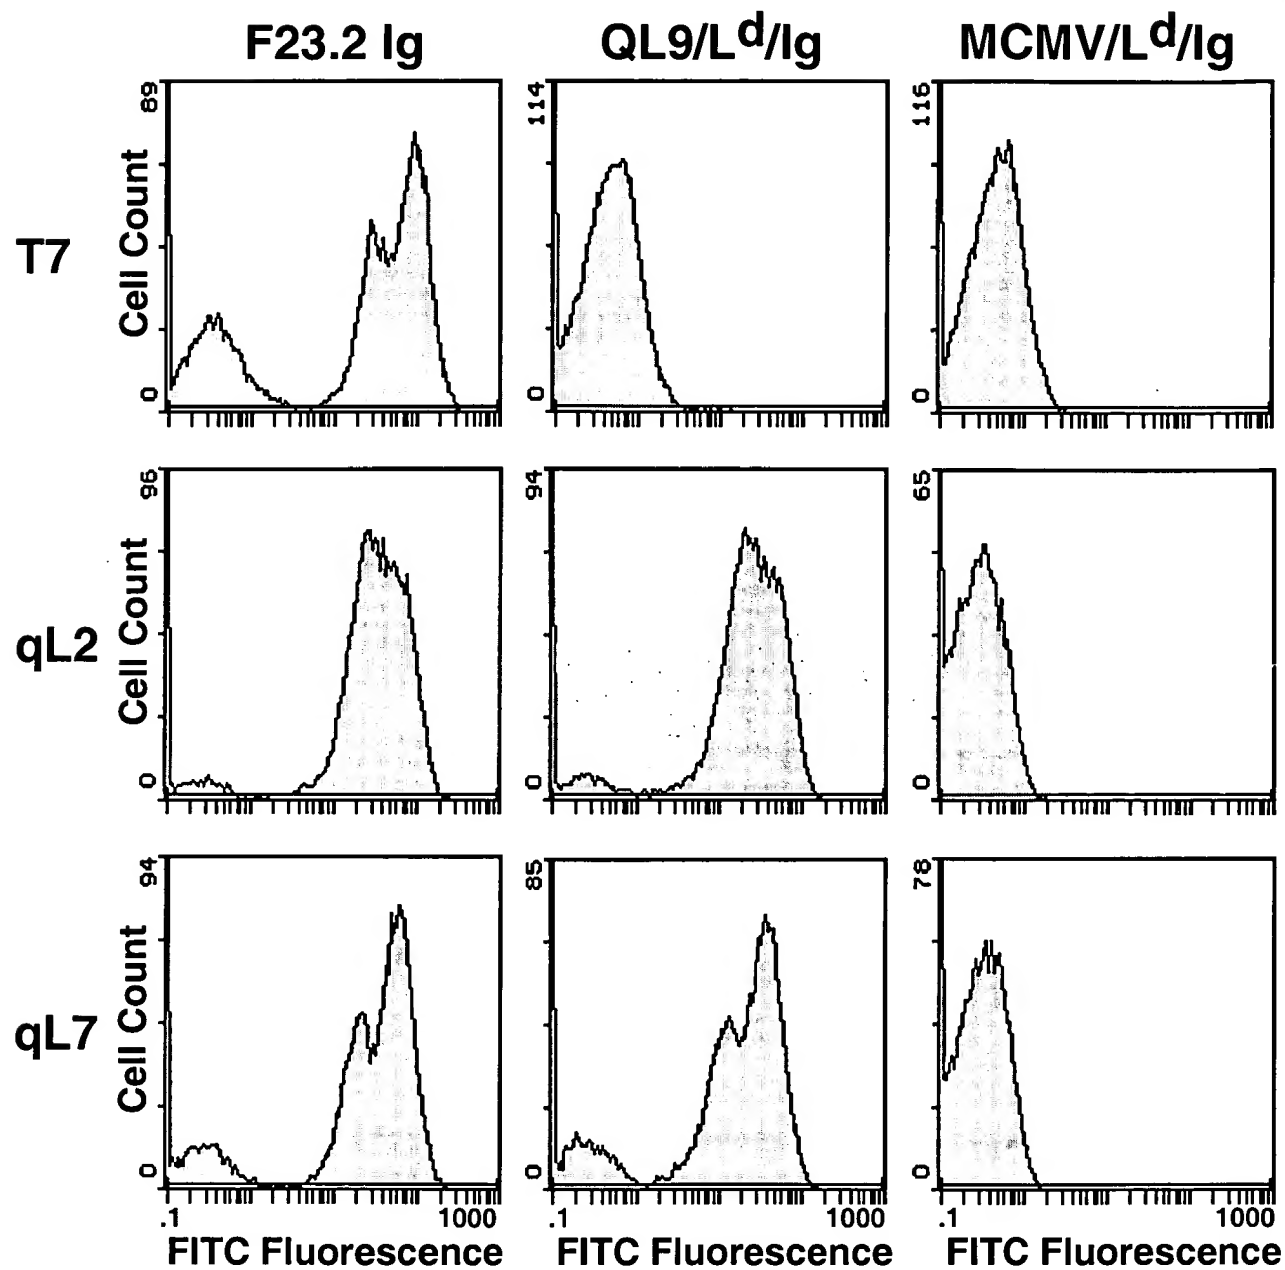 F23.2 Ig QL9/Ld/Ig MCMV/Ld/Ig
T7
Cell Count
89
0
114
0
116
0
qL2
Cell Count
96
0
94
0
65
0
qL7
Cell Count
94
0
85
0
78
0
.1 1000 .1 1000 .1 1000
FITC Fluorescence FITC Fluorescence FITC Fluorescence